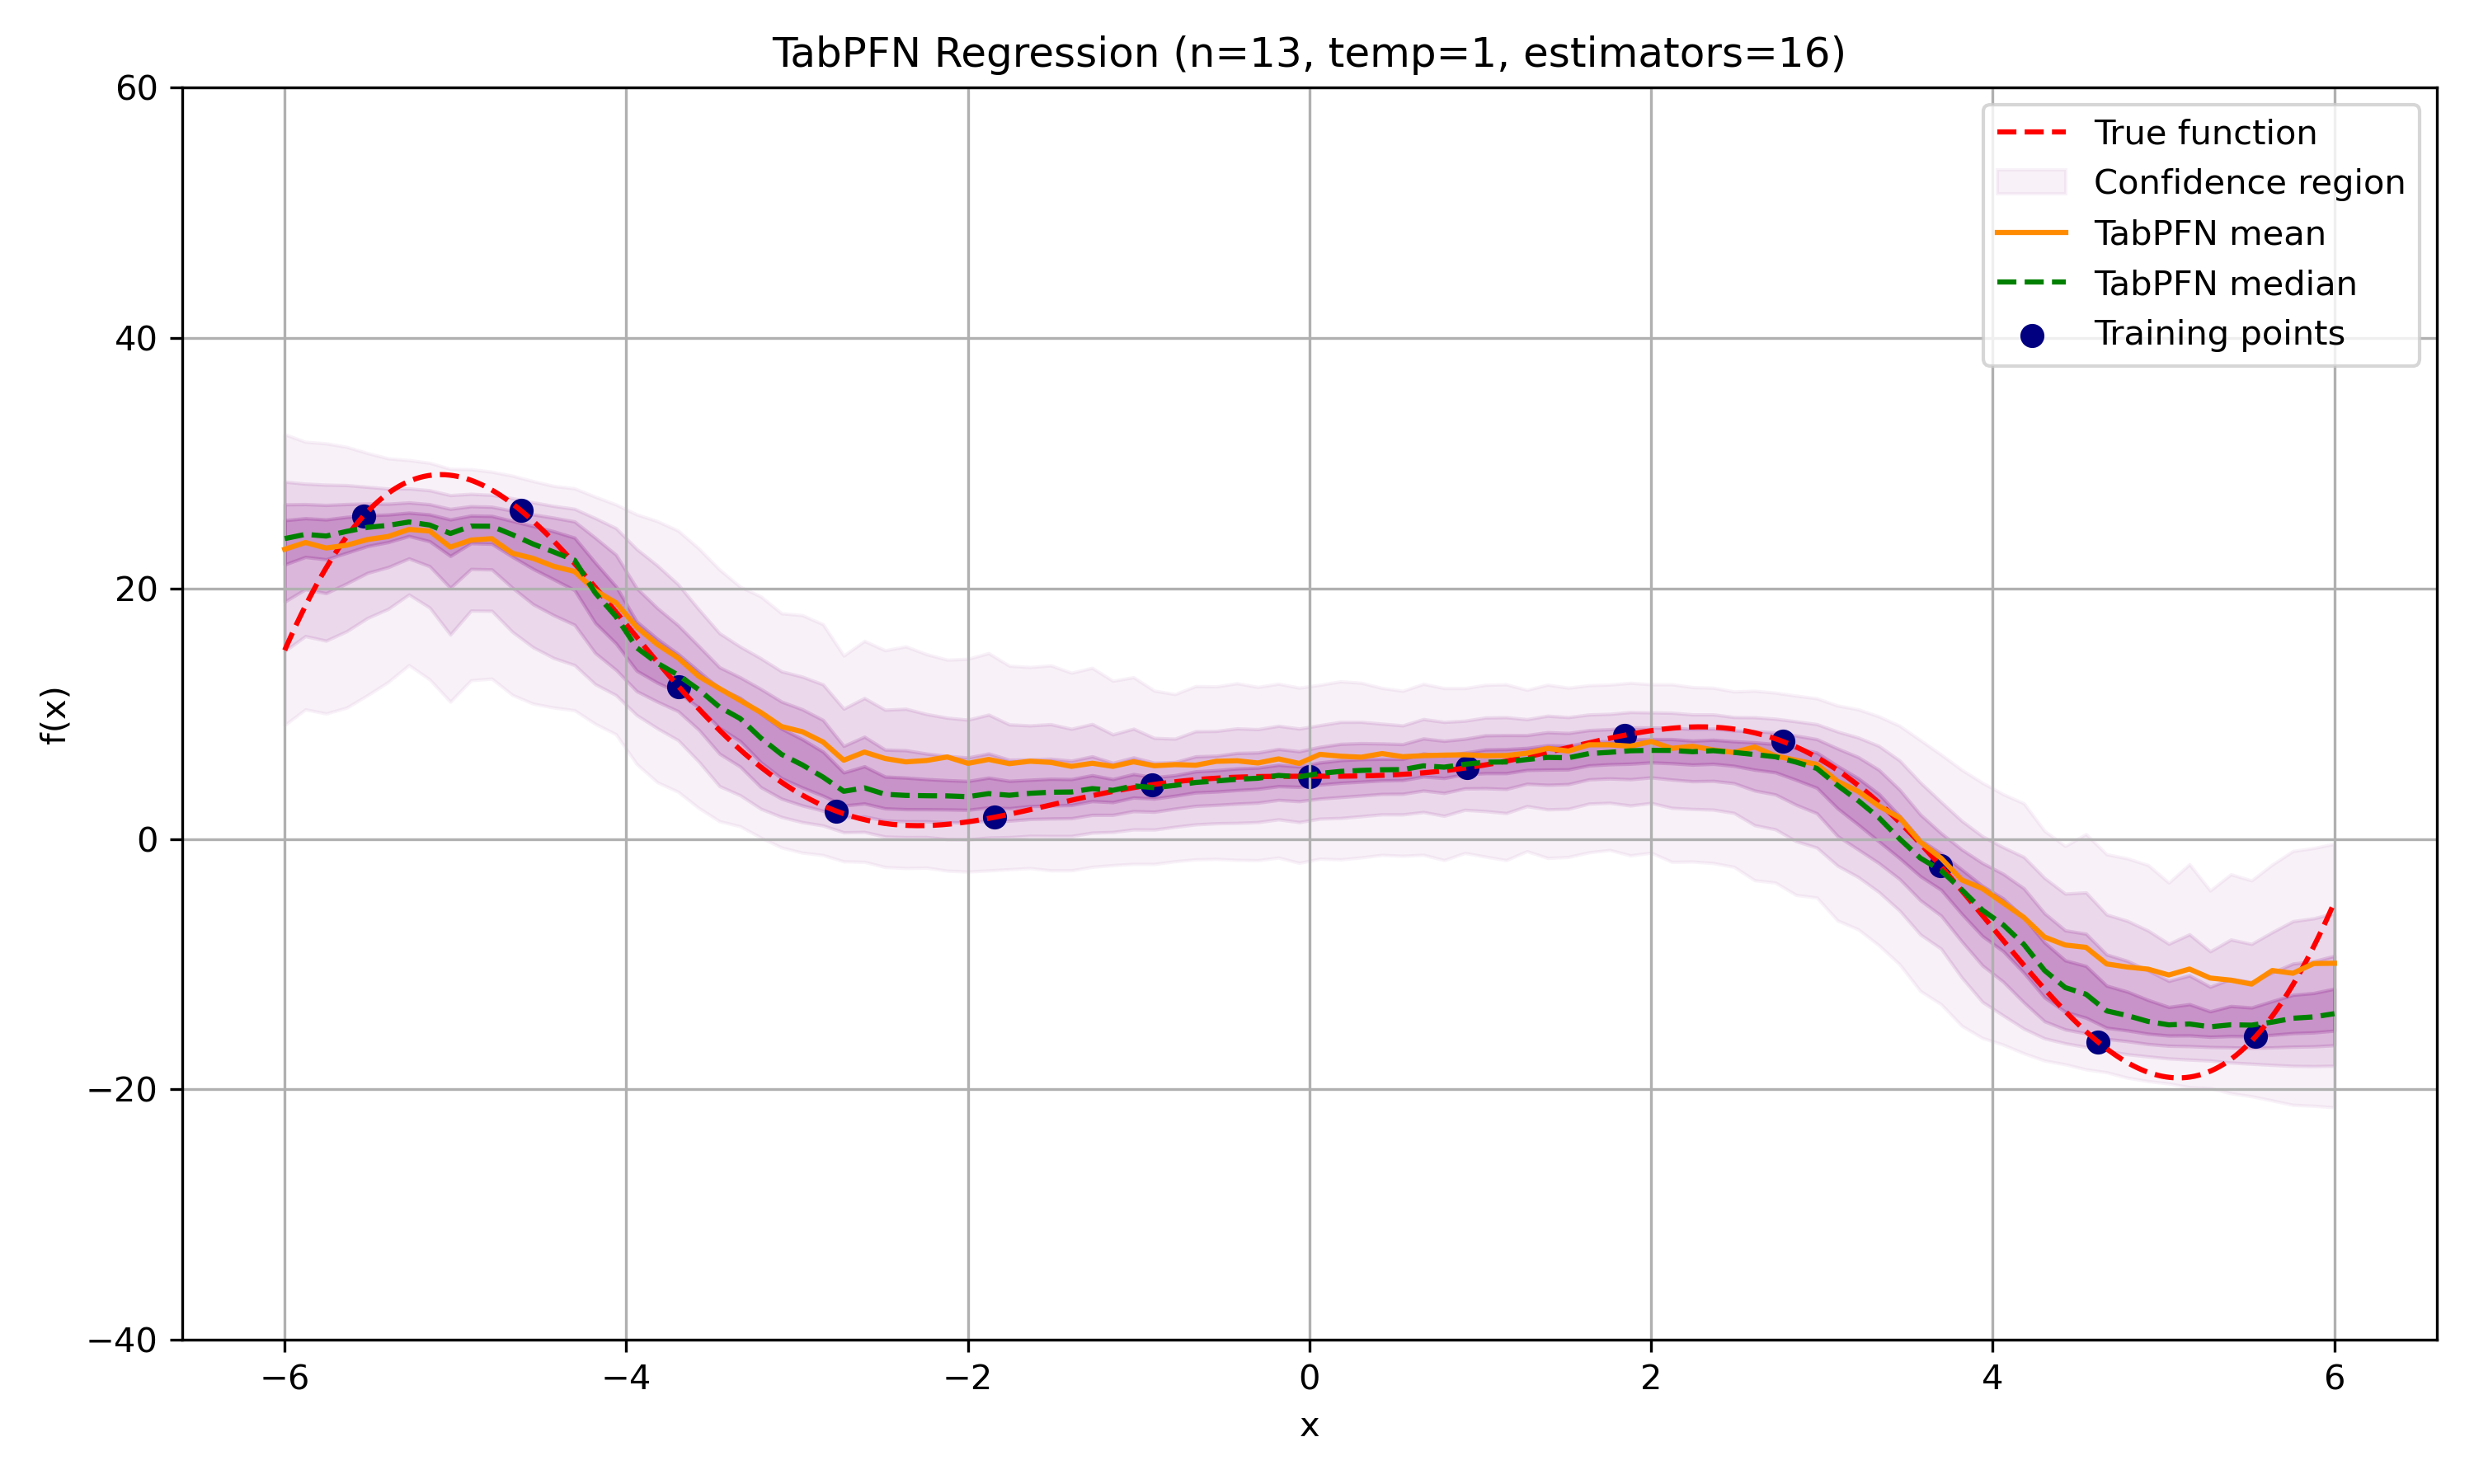 TabPFN Regression (n=13, temp=1, estimators=16)
60
40
20
0
−20
−40
f(x)
True function
Confidence region
TabPFN mean
TabPFN median
Training points
−6
−4
−2
0
2
4
6
x